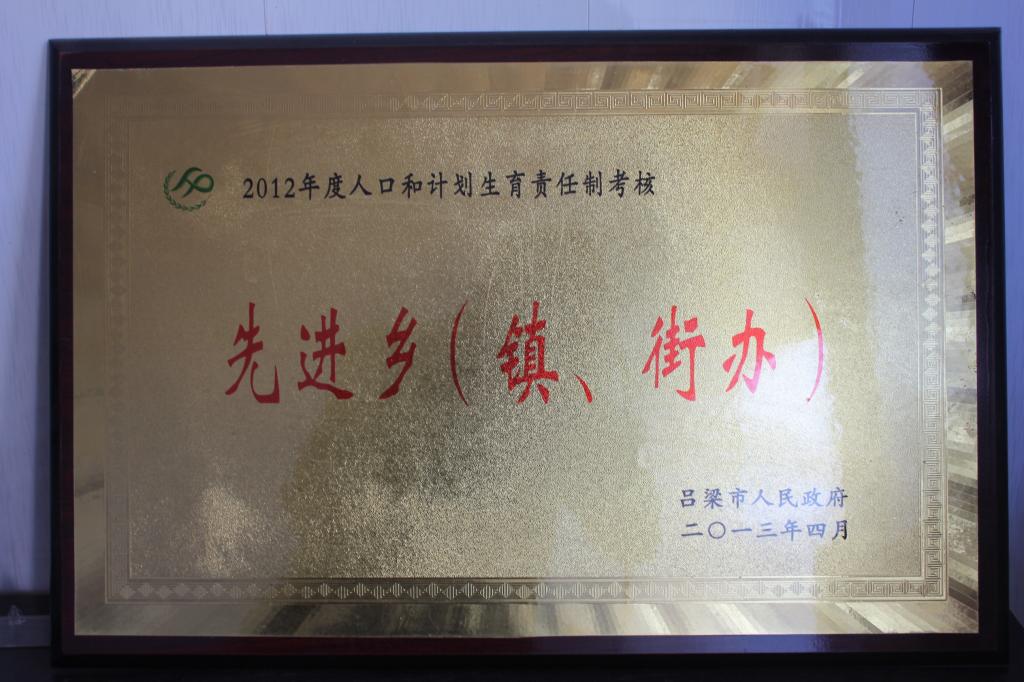 2012年度人口和计划生育责任制考核
先进乡(镇、街办)
吕梁市人民政府
二〇一三年四月